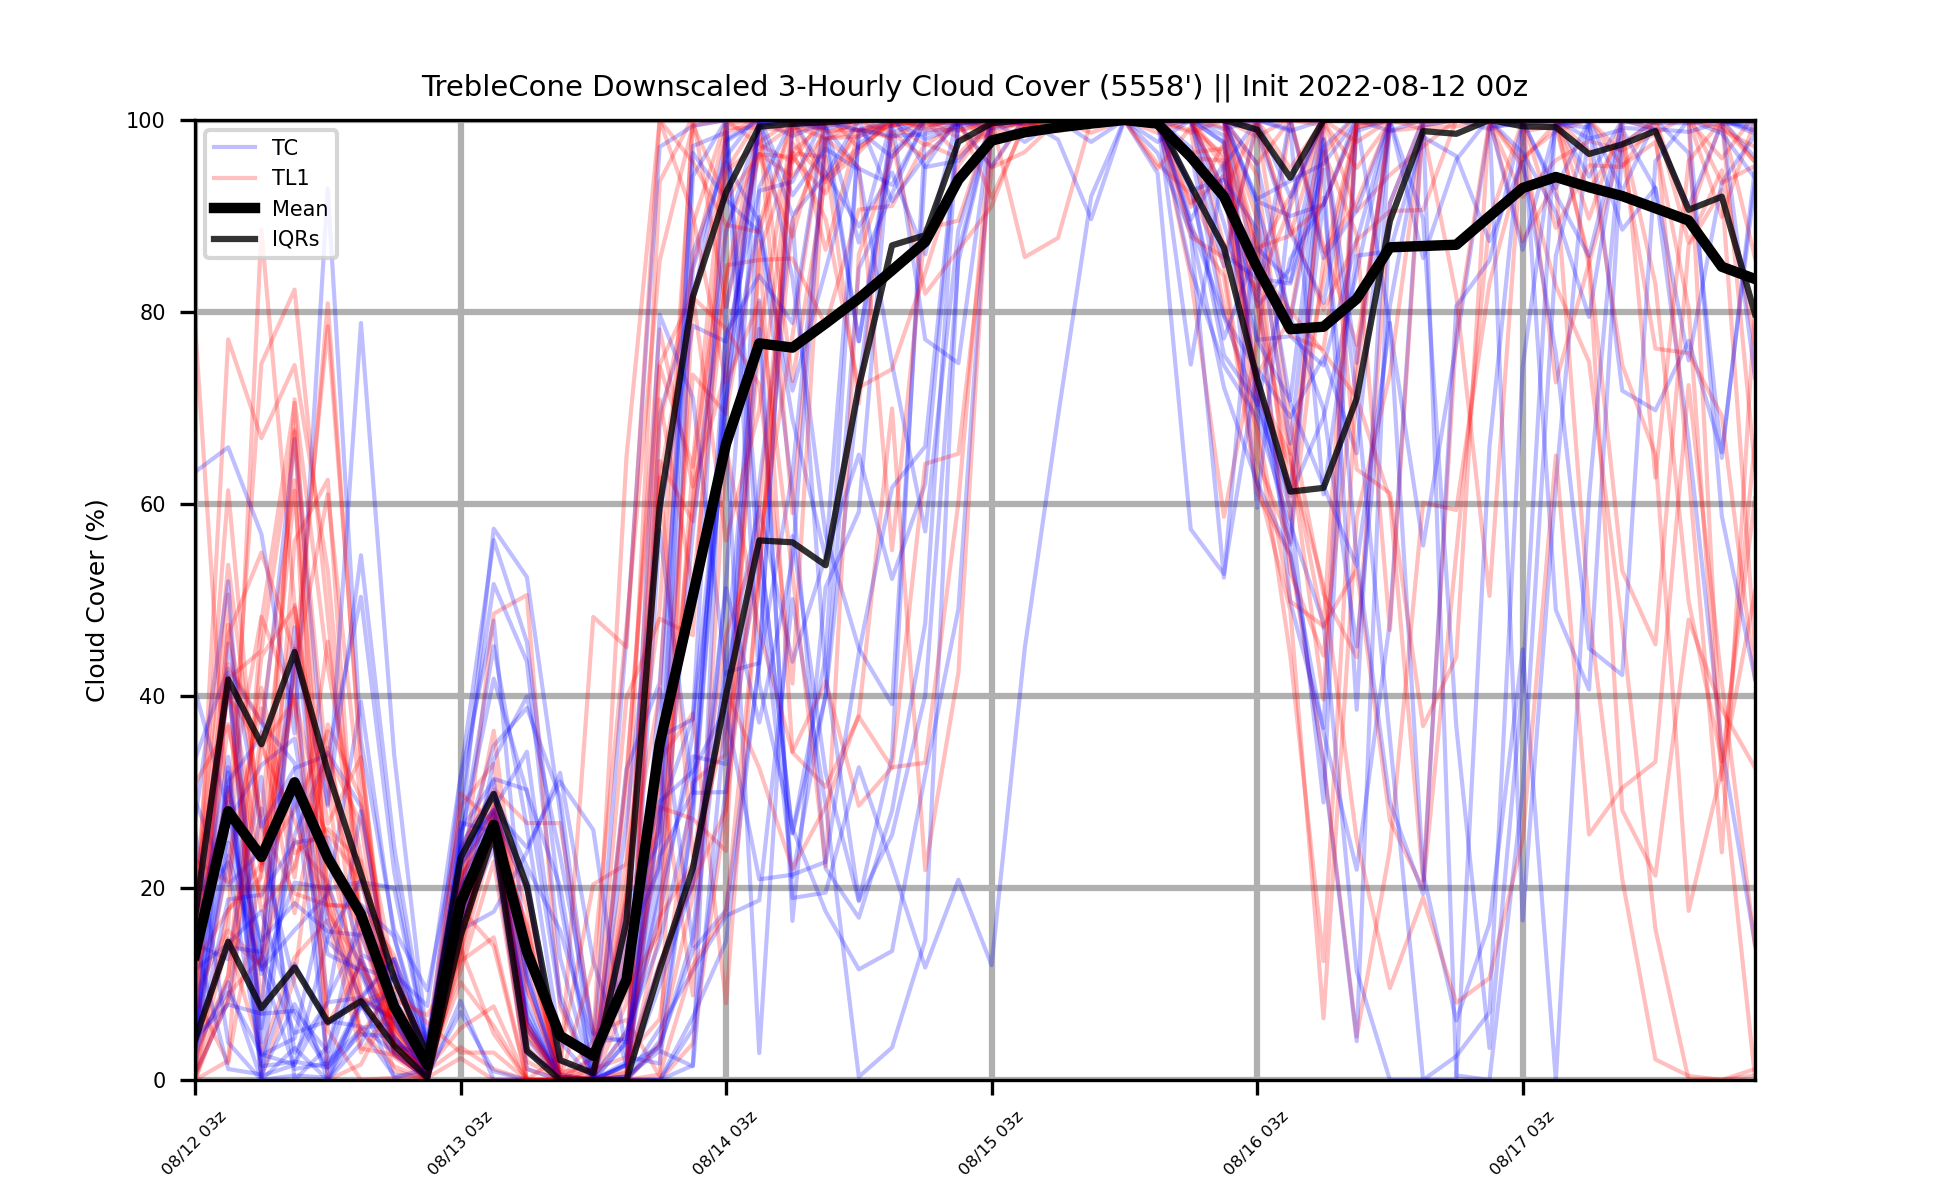 TrebleCone Downscaled 3-Hourly Cloud Cover (5558') || Init 2022-08-12 00z
TC
TL1
Mean
IQRs
Cloud Cover (%)
100
80
60
40
20
0
08/12 03z
08/13 03z
08/14 03z
08/15 03z
08/16 03z
08/17 03z